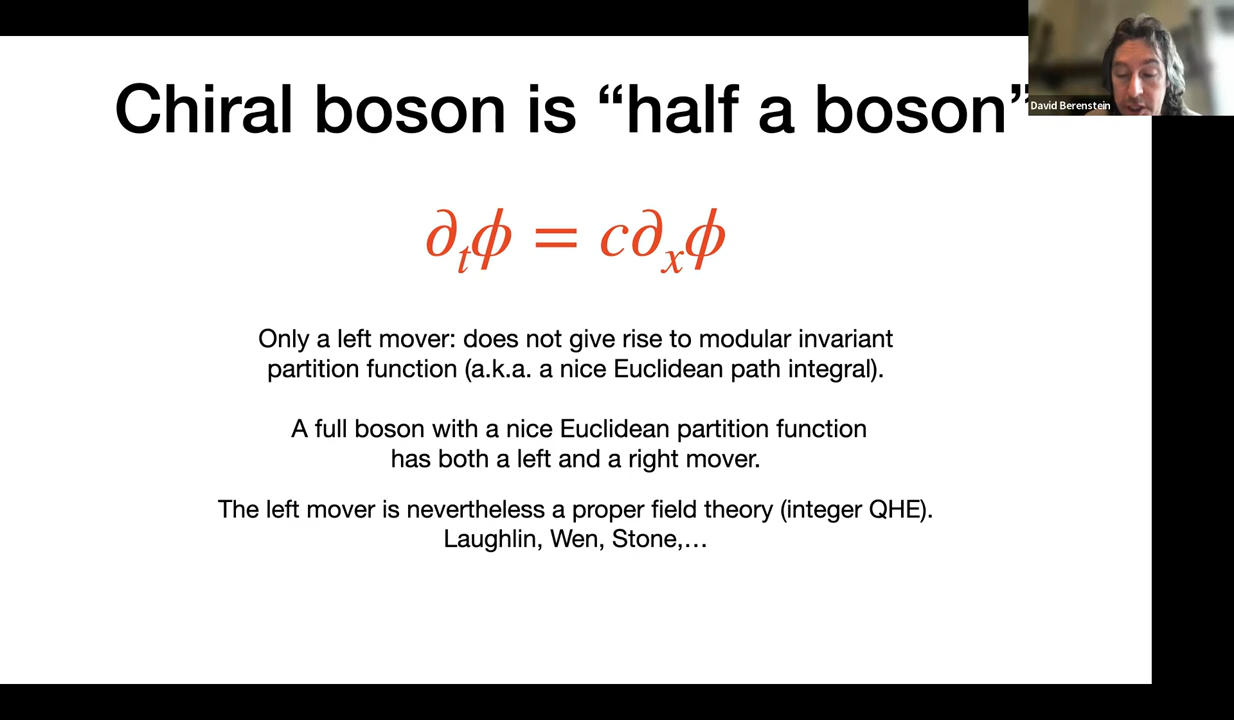 Chiral boson is “half a boson”
David Berenstein
∂ₜϕ = c∂ₓϕ
Only a left mover: does not give rise to modular invariant
partition function (a.k.a. a nice Euclidean path integral).
A full boson with a nice Euclidean partition function
has both a left and a right mover.
The left mover is nevertheless a proper field theory (integer QHE).
Laughlin, Wen, Stone,…